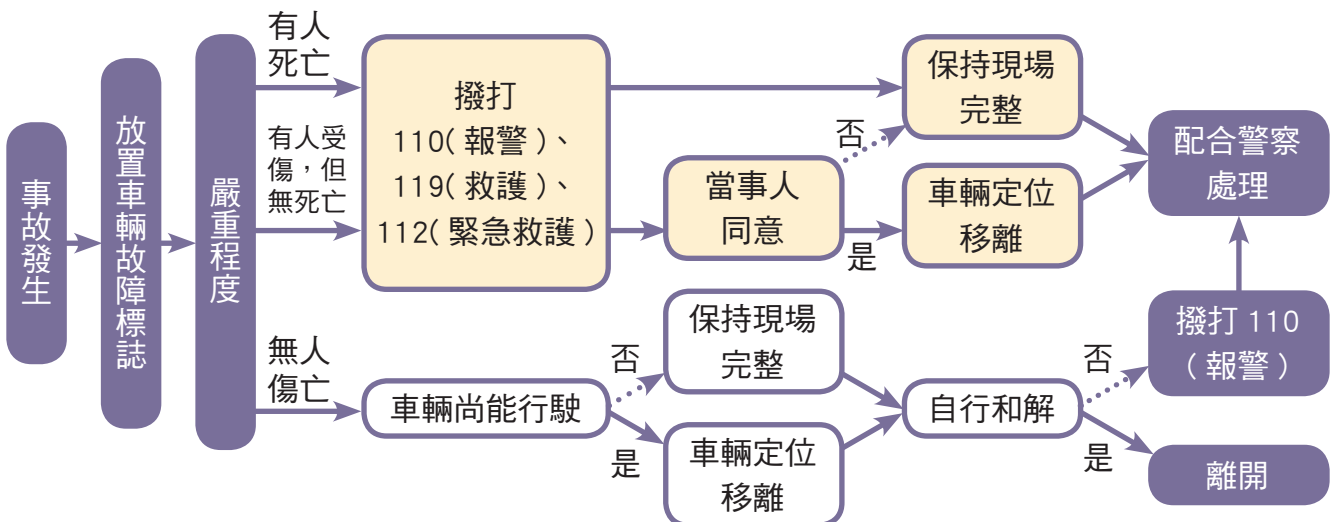 事故發生
放置車輛故障標誌
嚴重程度
有人
死亡
有人受
傷，但
無死亡
無人
傷亡
撥打
110( 報警 )、
119( 救護 )、
112( 緊急救護 )
當事人
同意
否
是
保持現場
完整
車輛定位
移離
配合警察
處理
車輛尚能行駛
否
是
保持現場
完整
車輛定位
移離
自行和解
否
是
撥打 110
( 報警 )
離開